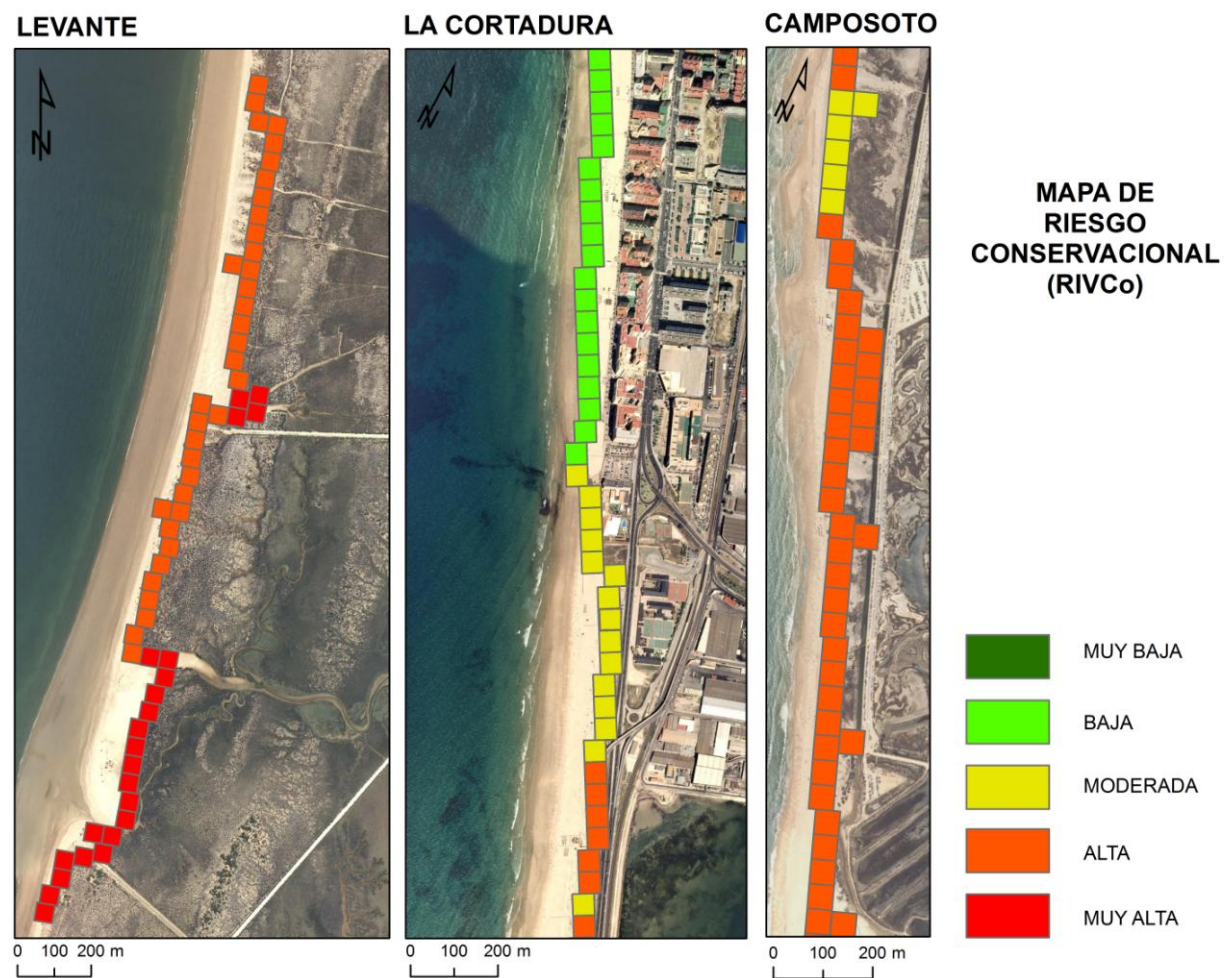 LEVANTE
LA CORTADURA
CAMPOSOTO
N
N
N
MAPA DE
RIESGO
CONSERVACIONAL
(RIVCo)
MUY BAJA
BAJA
MODERADA
ALTA
MUY ALTA
0 100 200 m
0 100 200 m
0 100 200 m